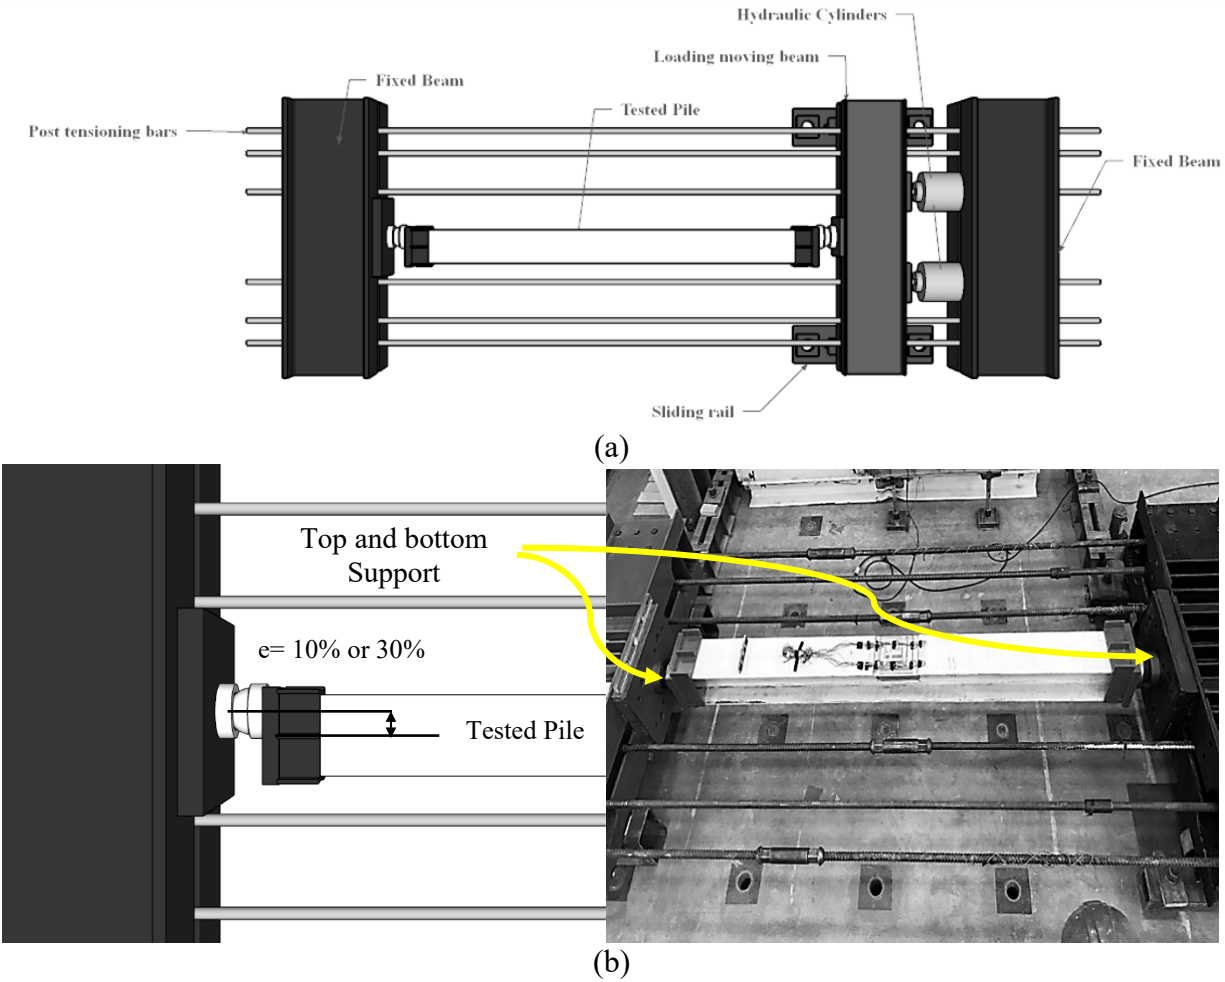 Hydraulic Cylinders
Loading moving beam
Fixed Beam
Tested Pile
Post tensioning bars
Fixed Beam
Sliding rail
(a)
Top and bottom
Support
e= 10% or 30%
Tested Pile
(b)